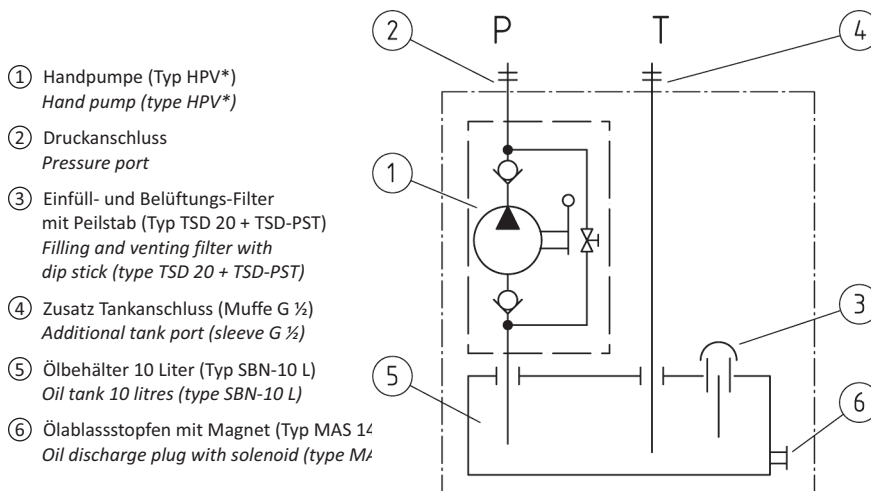 ① Handpumpe (Typ HPV*)
Hand pump (type HPV*)
② Druckanschluss
Pressure port
③ Einfüll- und Belüftungs-Filter
mit Peilstab (Typ TSD 20 + TSD-PST)
Filling and venting filter with
dip stick (type TSD 20 + TSD-PST)
④ Zusatz Tankanschluss (Muffe G ½)
Additional tank port (sleeve G ½)
⑤ Ölbehälter 10 Liter (Typ SBN-10 L)
Oil tank 10 litres (type SBN-10 L)
⑥ Ölablassstopfen mit Magnet (Typ MAS 14
Oil discharge plug with solenoid (type MA
2 P T 4
1
3
5
6